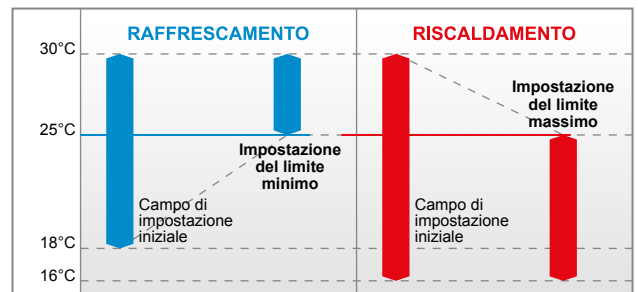 RAFFRESCAMENTO
RISCALDAMENTO
30°C
25°C
18°C
16°C
Impostazione
del limite
minimo
Campo di
impostazione
iniziale
Impostazione
del limite
massimo
Campo di
impostazione
iniziale